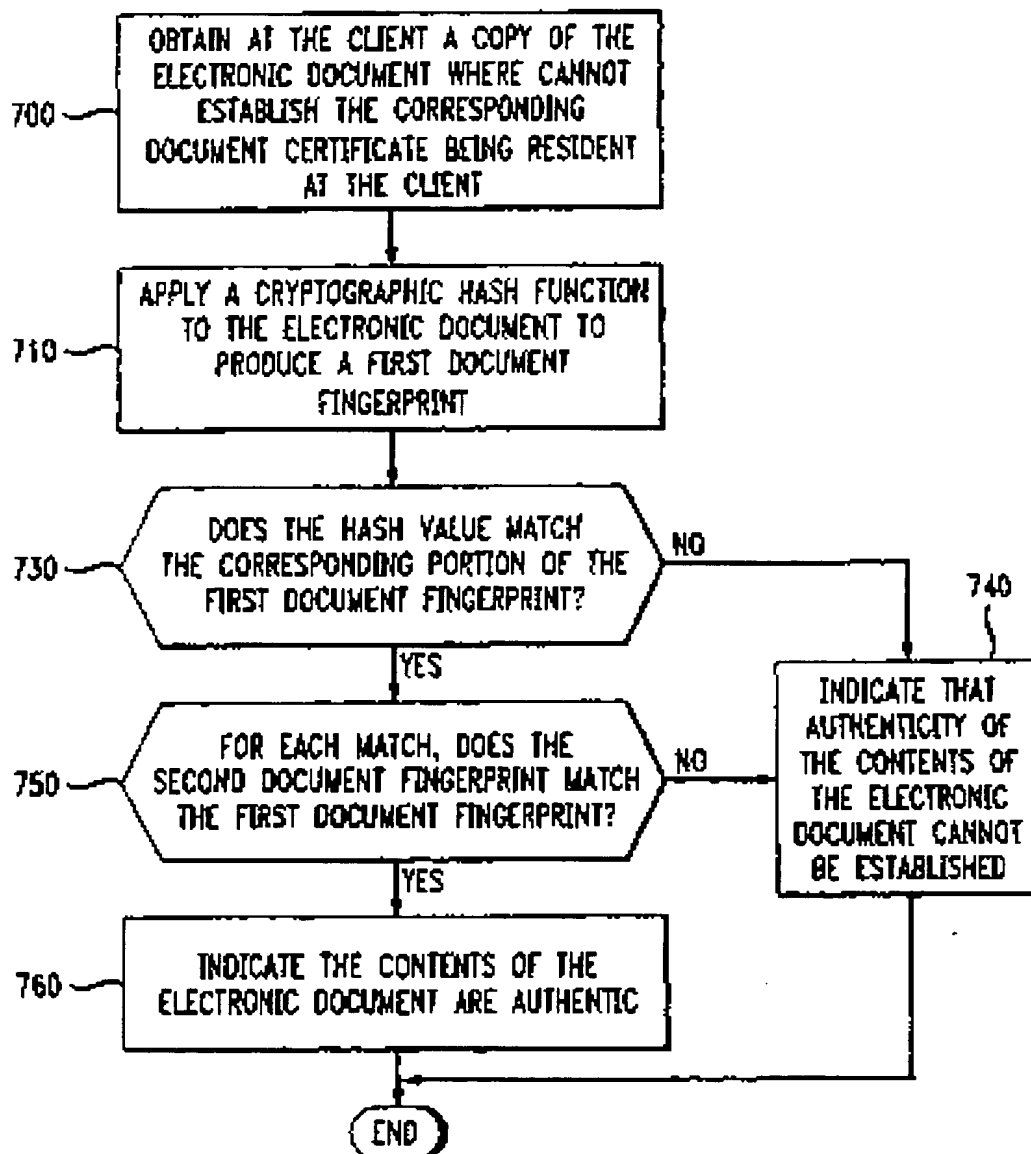 OBTAIN AT THE CLIENT A COPY OF THE
ELECTRONIC DOCUMENT WHERE CANNOT
ESTABLISH THE CORRESPONDING
DOCUMENT CERTIFICATE BEING RESIDENT
AT THE CLIENT
700
APPLY A CRYPTOGRAPHIC HASH FUNCTION
TO THE ELECTRONIC DOCUMENT TO
PRODUCE A FIRST DOCUMENT
FINGERPRINT
710
DOES THE HASH VALUE MATCH
THE CORRESPONDING PORTION OF THE
FIRST DOCUMENT FINGERPRINT?
730
NO
YES
740
INDICATE THAT
AUTHENTICITY OF
THE CONTENTS OF
THE ELECTRONIC
DOCUMENT CANNOT
BE ESTABLISHED
FOR EACH MATCH, DOES THE
SECOND DOCUMENT FINGERPRINT MATCH
THE FIRST DOCUMENT FINGERPRINT?
750
NO
YES
INDICATE THE CONTENTS OF THE
ELECTRONIC DOCUMENT ARE AUTHENTIC
760
END